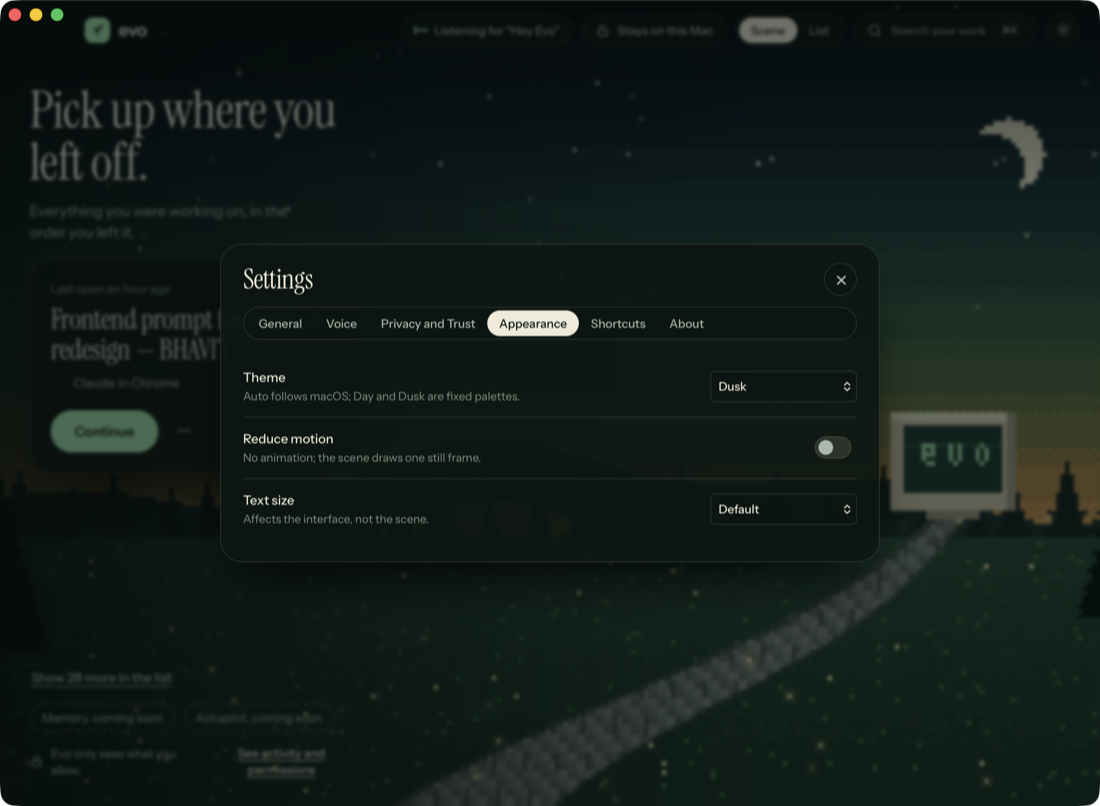 evo
Listening for "Hey Evo"
Stays on this Mac
Scene
List
Search your work
⌘K
Pick up where you
left off.
Everything you were working on, in the
order you left it.
Last open an hour ago
Frontend prompt
redesign — BHAVI
Claude in Chrome
Continue
Settings
General
Voice
Privacy and Trust
Appearance
Shortcuts
About
Theme
Auto follows macOS; Day and Dusk are fixed palettes.
Dusk
Reduce motion
No animation; the scene draws one still frame.
Text size
Affects the interface, not the scene.
Default
evo
Show 28 more in the list
Memory, coming soon
Autopilot, coming soon
Evo only sees what you
allow.
See activity and
permissions